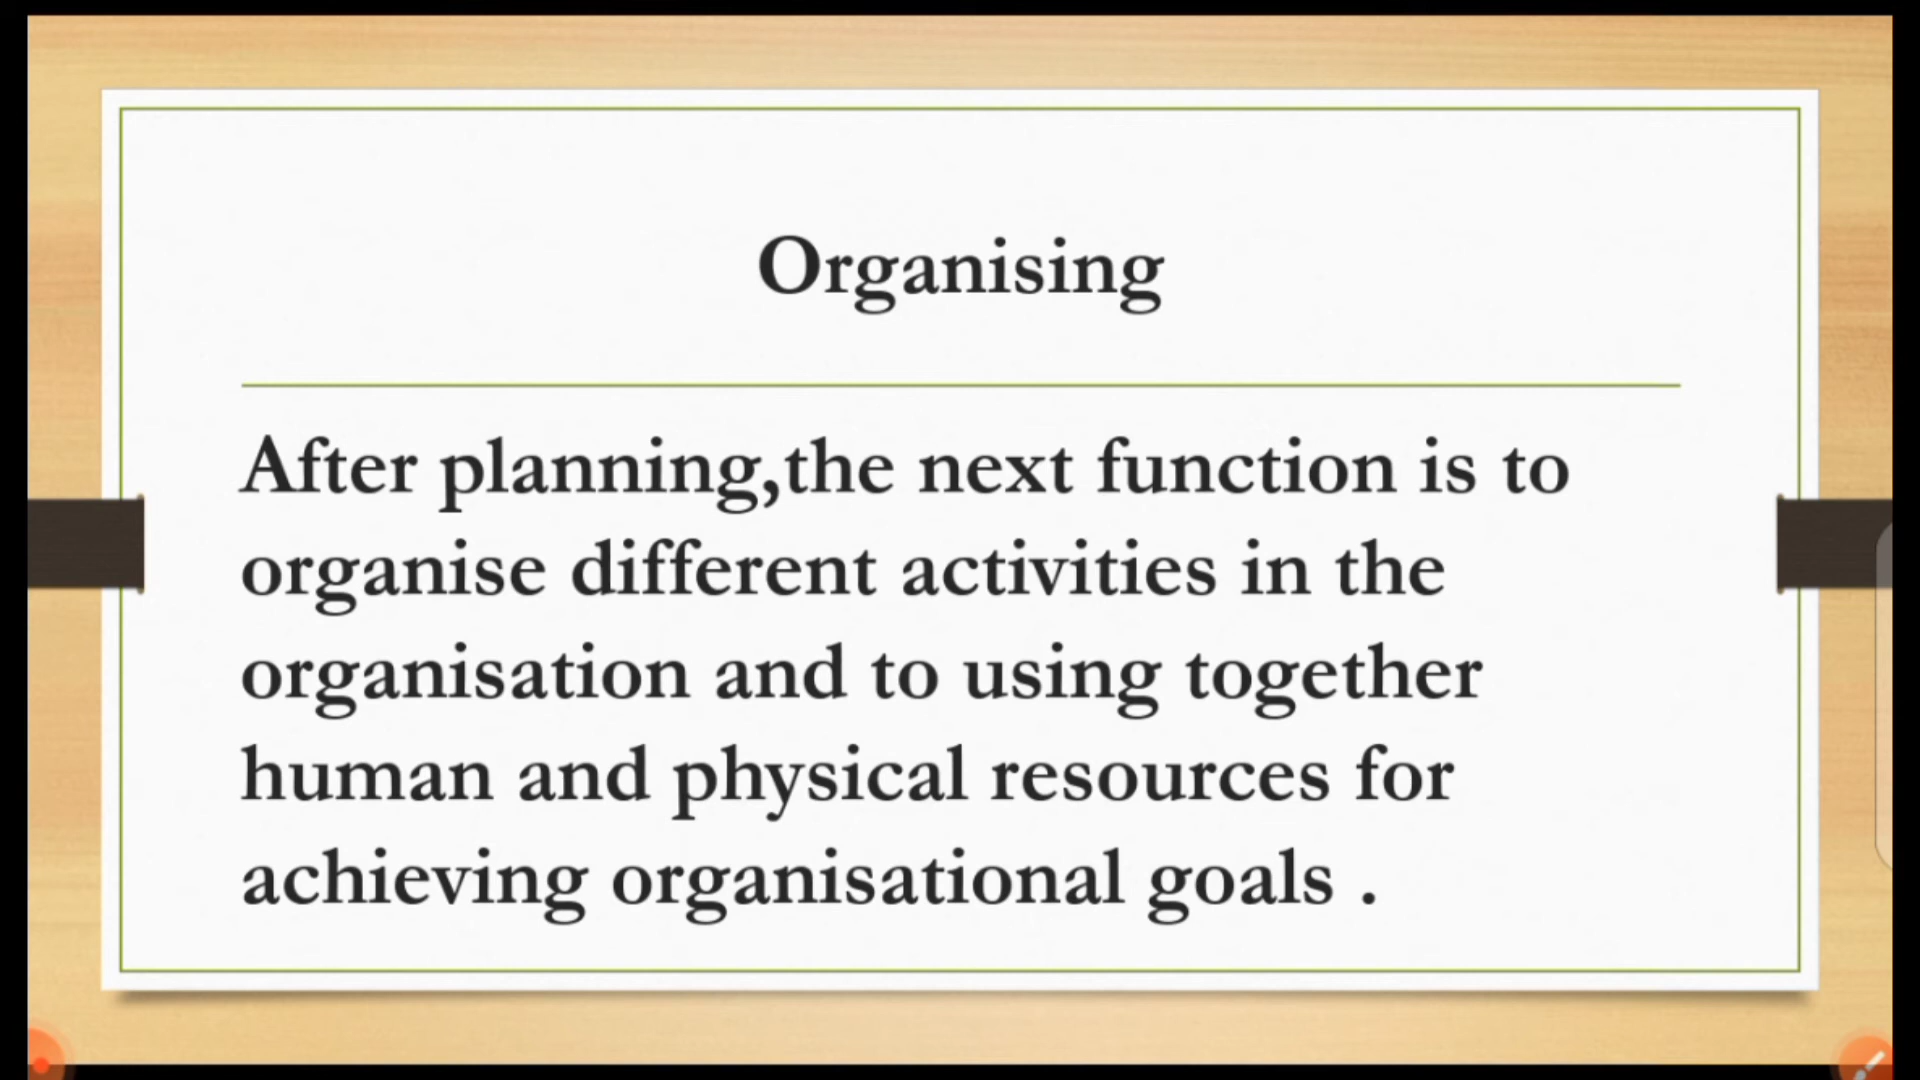 Organising
After planning,the next function is to
organise different activities in the
organisation and to using together
human and physical resources for
achieving organisational goals .